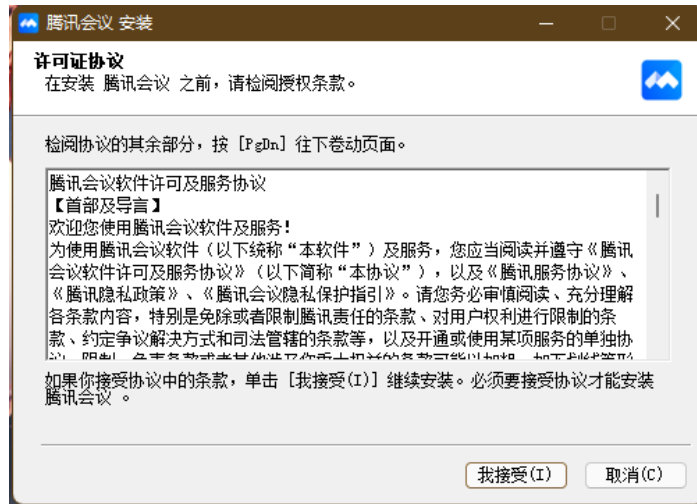 腾讯会议 安装
许可证协议
在安装 腾讯会议 之前，请检阅授权条款。
检阅协议的其余部分，按 [PgDn] 往下卷动页面。
腾讯会议软件许可及服务协议
【首部及导言】
欢迎您使用腾讯会议软件及服务!
为使用腾讯会议软件（以下统称“本软件”）及服务，您应当阅读并遵守《腾讯
会议软件许可及服务协议》（以下简称“本协议”），以及《腾讯服务协议》、
《腾讯隐私政策》、《腾讯会议隐私保护指引》。请您务必审慎阅读、充分理解
各条款内容，特别是免除或者限制腾讯责任的条款、对用户权利进行限制的条
款、约定争议解决方式和司法管辖的条款等，以及开通或使用某项服务的单独协
如果你接受协议中的条款，单击 [我接受(I)] 继续安装。必须要接受协议才能安装
腾讯会议 。
我接受(I)
取消(C)